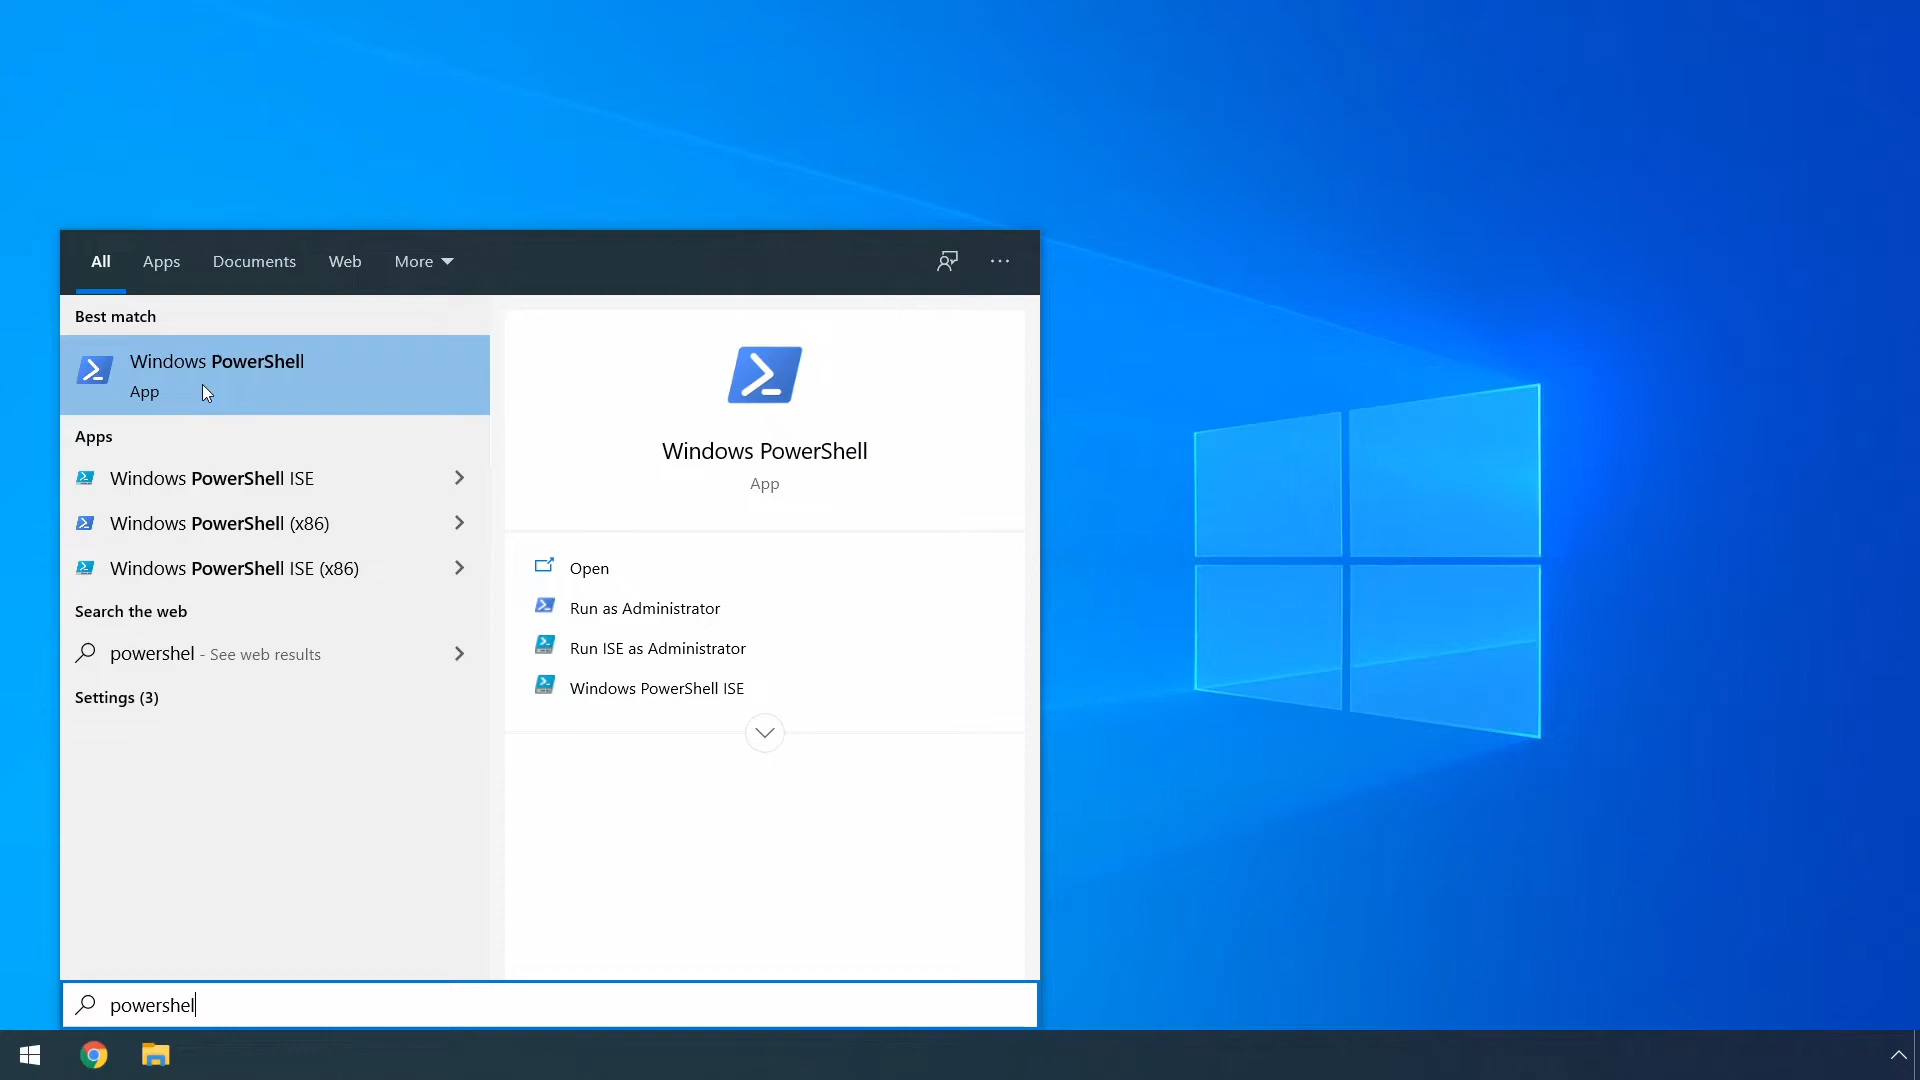 All
Apps
Documents
Web
More
Best match
Windows PowerShell
App
Apps
Windows PowerShell ISE
Windows PowerShell (x86)
Windows PowerShell ISE (x86)
Search the web
powershel - See web results
Settings (3)
Windows PowerShell
App
Open
Run as Administrator
Run ISE as Administrator
Windows PowerShell ISE
powershel